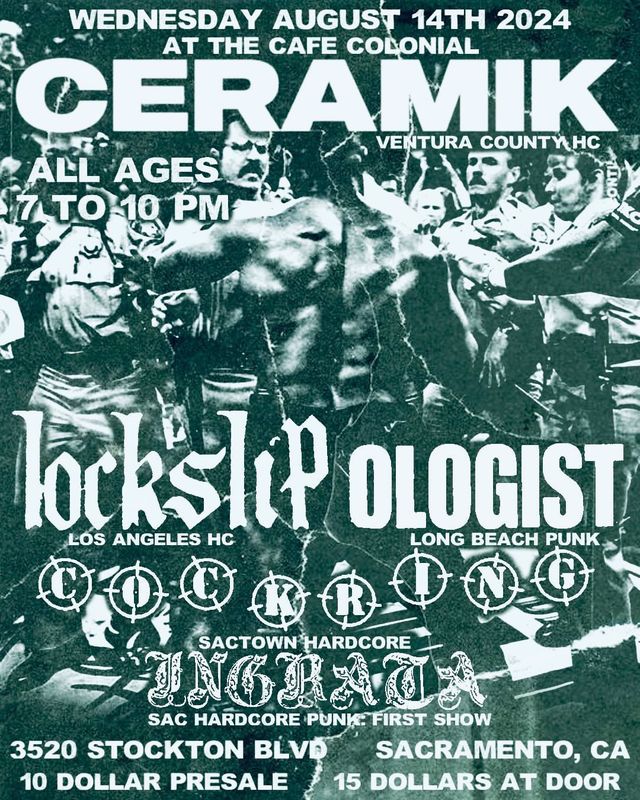 WEDNESDAY AUGUST 14TH 2024
AT THE CAFE COLONIAL
CERAMIK
VENTURA COUNTY HC
ALL AGES
7 TO 10 PM
lockslip
LOS ANGELES HC
OLOGIST
LONG BEACH PUNK
COCKRING
SACTOWN HARDCORE
INGRATA
SAC HARDCORE PUNK: FIRST SHOW
3520 STOCKTON BLVD SACRAMENTO, CA
10 DOLLAR PRESALE 15 DOLLARS AT DOOR